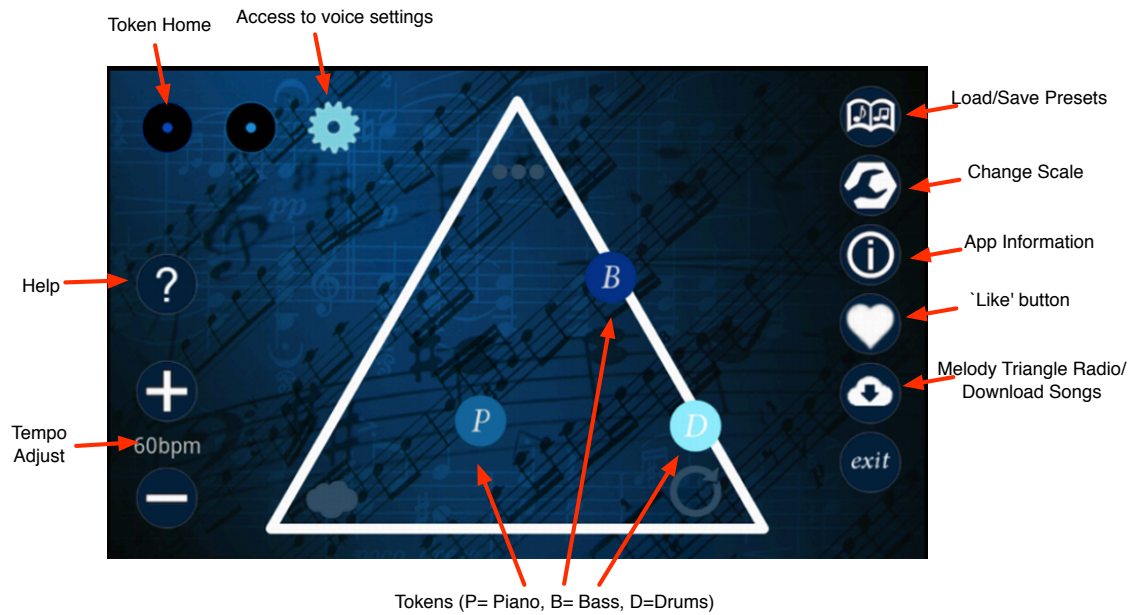 Token Home
Access to voice settings
Load/Save Presets
Change Scale
App Information
`Like' button
Melody Triangle Radio/
Download Songs
Help
?
B
P
D
Tempo
Adjust
60bpm
i
exit
pp
Tokens (P= Piano, B= Bass, D=Drums)